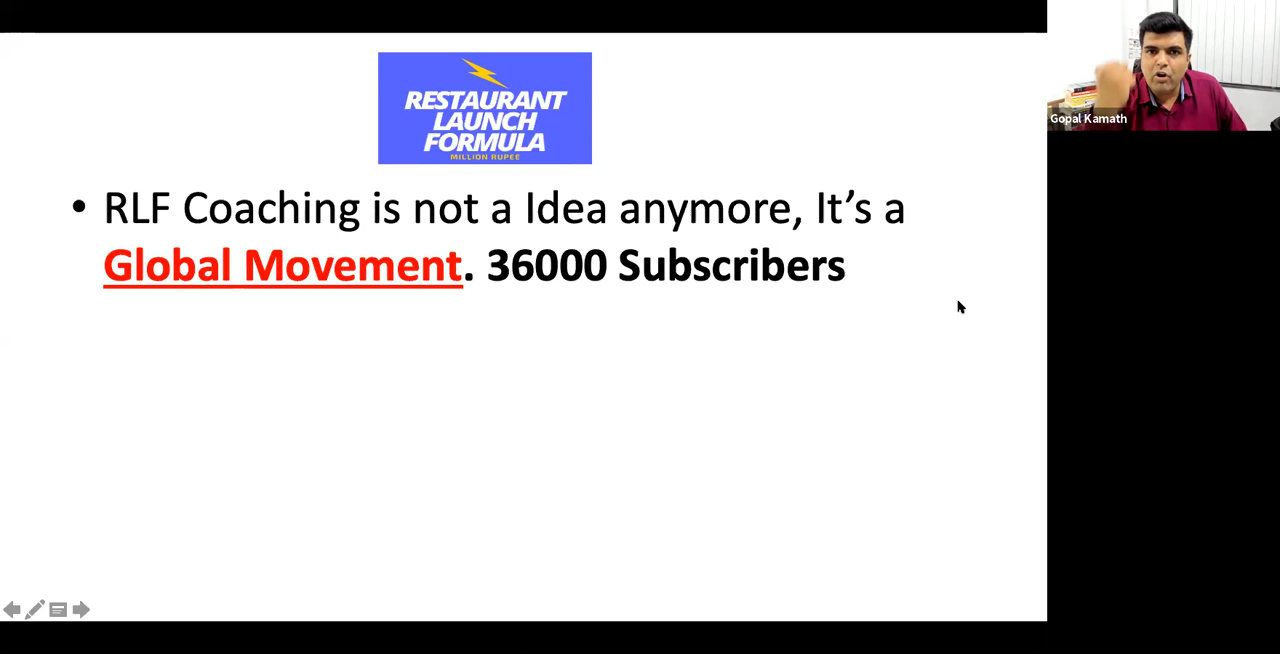 RESTAURANT
LAUNCH
FORMULA
MILLION RUPEE
Gopal Kamath
• RLF Coaching is not a Idea anymore, It’s a
Global Movement. 36000 Subscribers